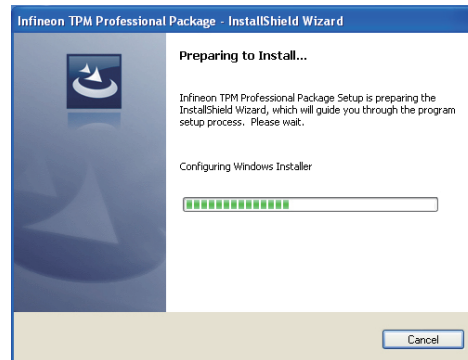 Infineon TPM Professional Package - InstallShield Wizard
Preparing to Install...
Infineon TPM Professional Package Setup is preparing the
InstallShield Wizard, which will guide you through the program
setup process. Please wait.
Configuring Windows Installer
Cancel